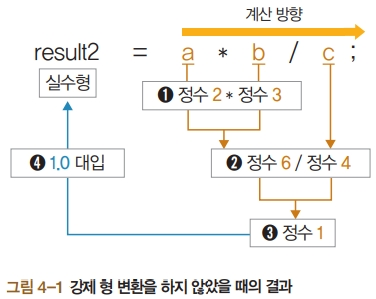 계산 방향
result2 = a * b / c ;
실수형
❶ 정수 2 * 정수 3
❹ 1.0 대입
❷ 정수 6 / 정수 4
❸ 정수 1
그림 4-1 강제 형 변환을 하지 않았을 때의 결과